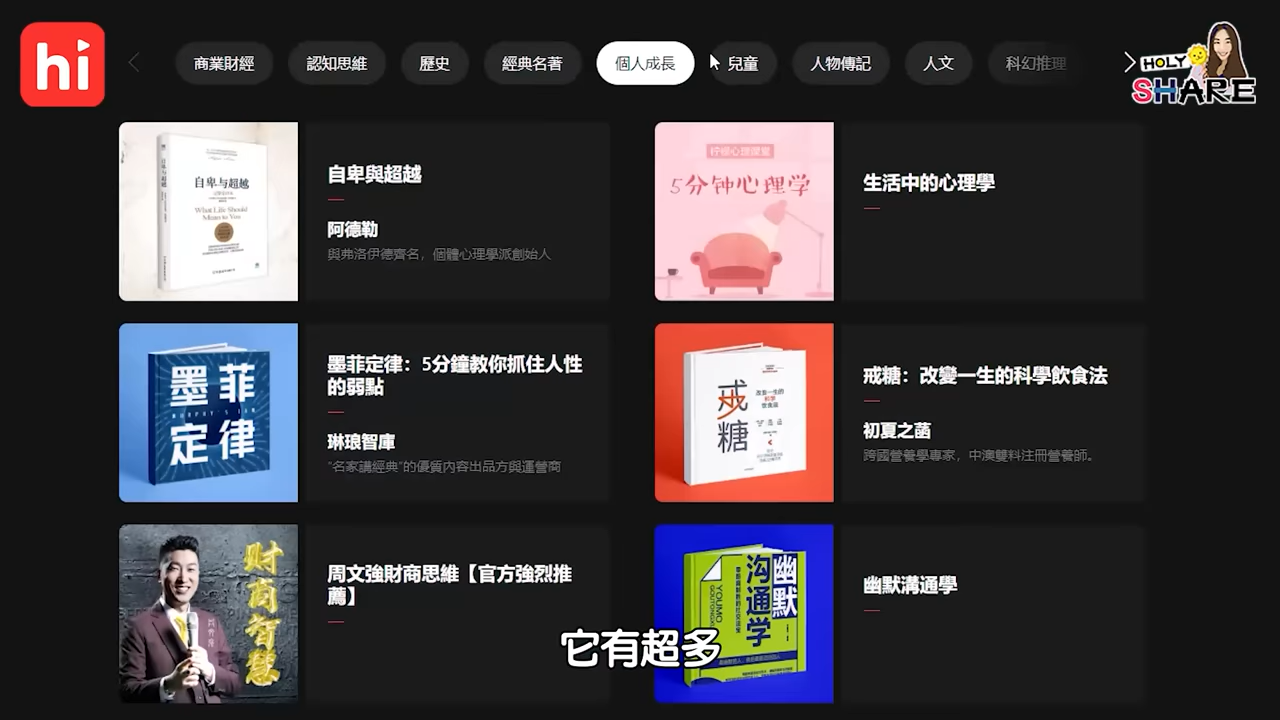 hi
商業財經
認知思維
歷史
經典名著
個人成長
兒童
人物傳記
人文
科幻推理
HOLY
SHARE
自卑与超越
What Life Should
Mean to You
自卑與超越
阿德勒
與弗洛伊德齊名，個體心理學派創始人
柠檬心理课堂
5分钟心理学
生活中的心理學
墨菲
MURPHY'S LAW
定律
墨菲定律：5分鐘教你抓住人性
的弱點
琳琅智庫
“名家講經典”的優質內容出品方與運營商
戒糖
改变一生的
科学
饮食法
戒糖：改變一生的科學飲食法
初夏之菡
跨國營養學專家，中澳雙料注冊營養師。
财商智慧
周文強財商思維【官方強烈推
薦】
幽默
沟通学
YOUMO
GOUTONGXUE
幽默溝通學
它有超多